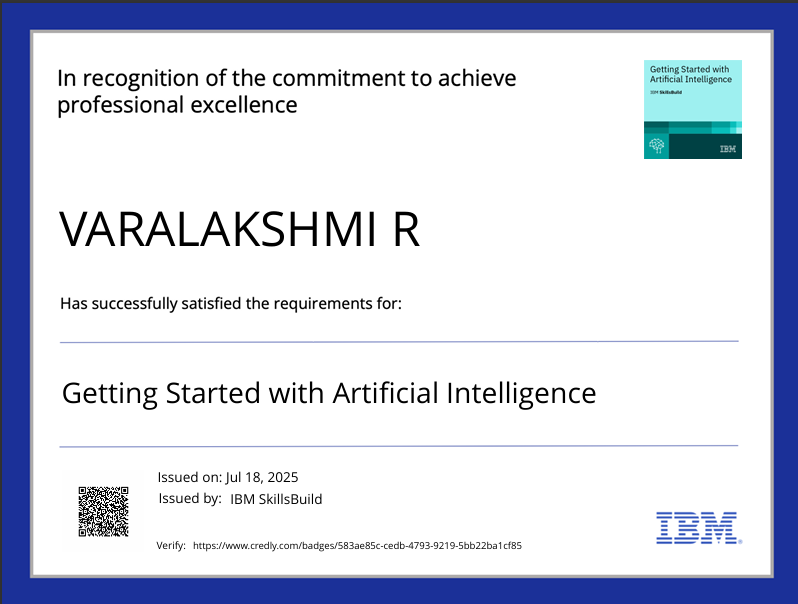 In recognition of the commitment to achieve
professional excellence
Getting Started with
Artificial Intelligence
IBM SkillsBuild
IBM
VARALAKSHMI R
Has successfully satisfied the requirements for:
Getting Started with Artificial Intelligence
Issued on: Jul 18, 2025
Issued by: IBM SkillsBuild
Verify: https://www.credly.com/badges/583ae85c-cedb-4793-9219-5bb22ba1cf85
IBM